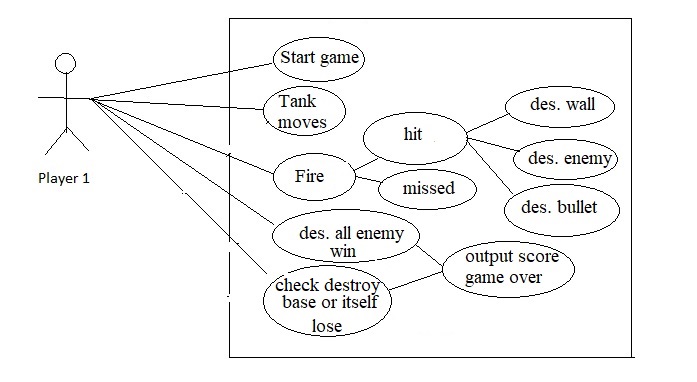 Start game
Tank
moves
des. wall
hit
des. enemy
Fire
missed
Player 1
des. bullet
des. all enemy
win
output score
game over
check destroy
base or itself
lose